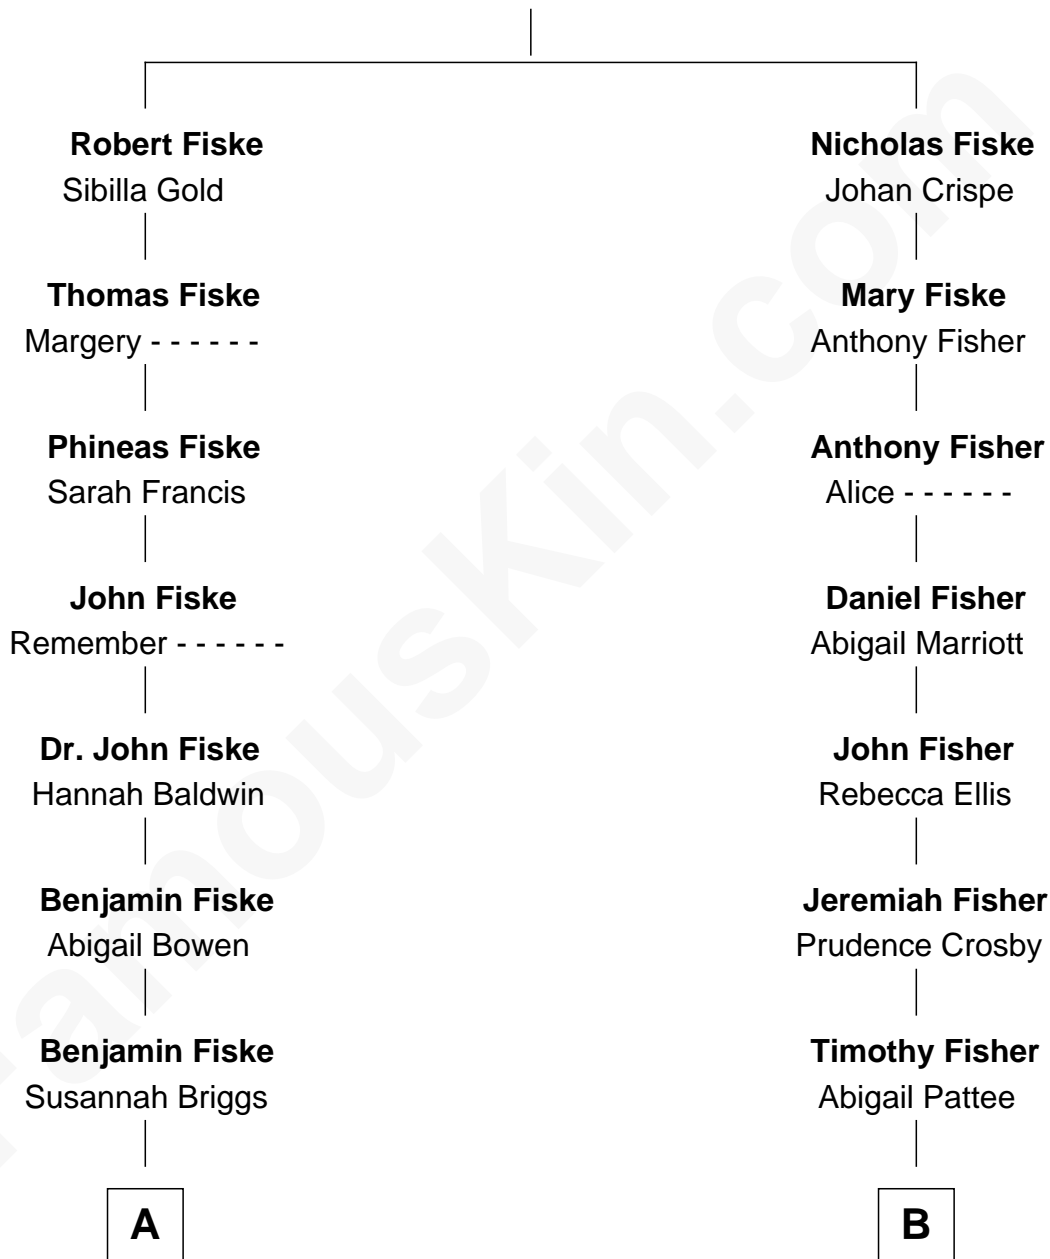 Robert Fiske
Sibilla Gold
Thomas Fiske
Margery - - - - - -
Phineas Fiske
Sarah Francis
John Fiske
Remember - - - - - -
Dr. John Fiske
Hannah Baldwin
Benjamin Fiske
Abigail Bowen
Benjamin Fiske
Susannah Briggs
A
Nicholas Fiske
Johan Crispe
Mary Fiske
Anthony Fisher
Anthony Fisher
Alice - - - - - -
Daniel Fisher
Abigail Marriott
John Fisher
Rebecca Ellis
Jeremiah Fisher
Prudence Crosby
Timothy Fisher
Abigail Pattee
B
FamousKin.com